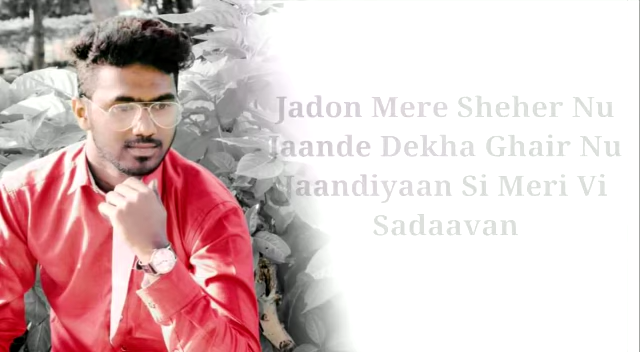 Jadon Mere Sheher Nu
Jaande Dekha Ghair Nu
Jaandiyaan Si Meri Vi
Sadaavan